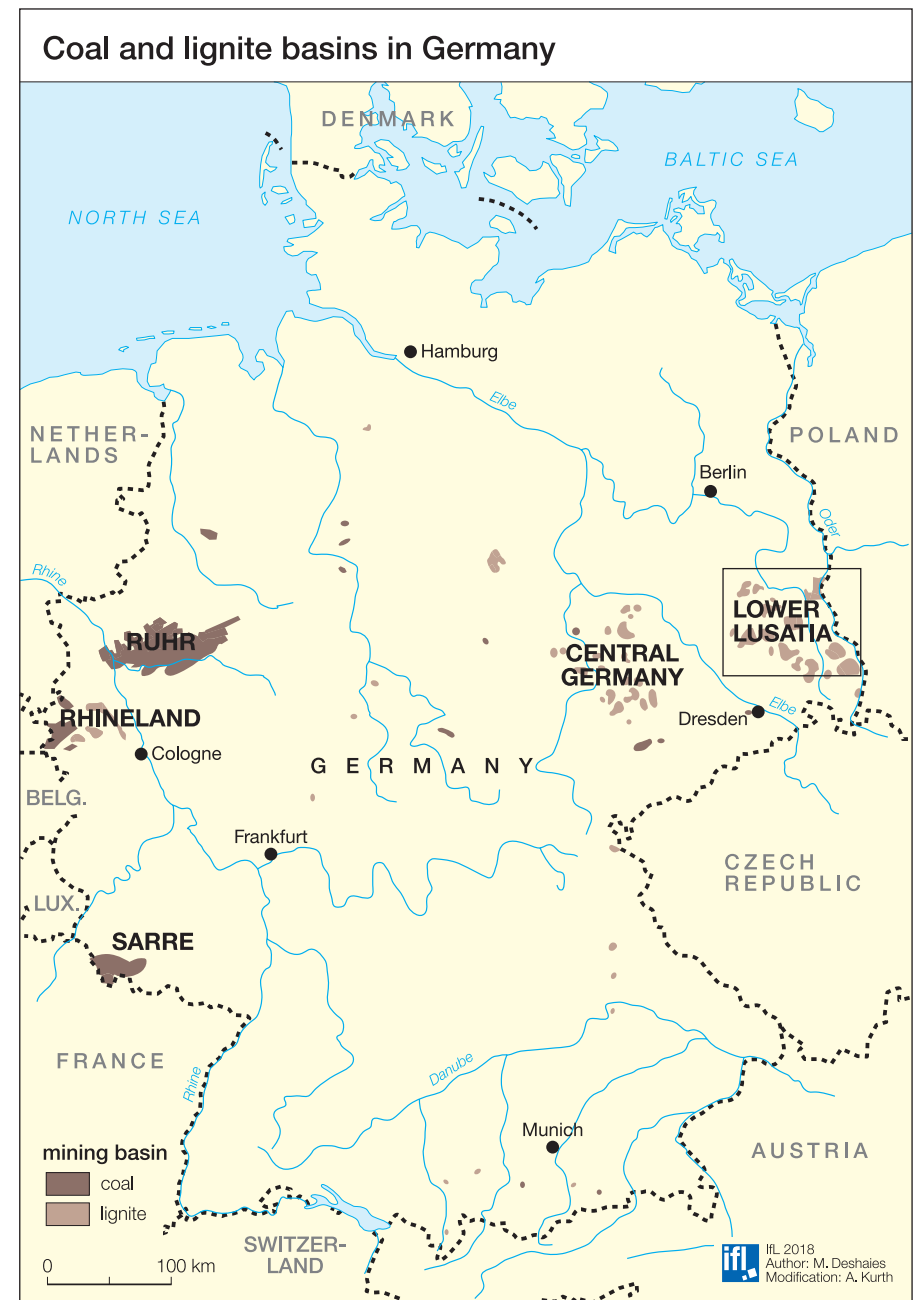 Coal and lignite basins in Germany
DENMARK
BALTIC SEA
NORTH SEA
Hamburg
Elbe
NETHER-
LANDS
POLAND
Berlin
Oder
Rhine
RUHR
LOWER
LUSATIA
CENTRAL
GERMANY
RHINELAND
Dresden
Elbe
Cologne
GERMANY
BELG.
Frankfurt
CZECH
REPUBLIC
LUX.
SARRE
FRANCE
Rhine
Danube
Munich
AUSTRIA
mining basin
coal
lignite
SWITZER-
LAND
0 100 km
ifl
IfL 2018
Author: M. Deshaies
Modification: A. Kurth